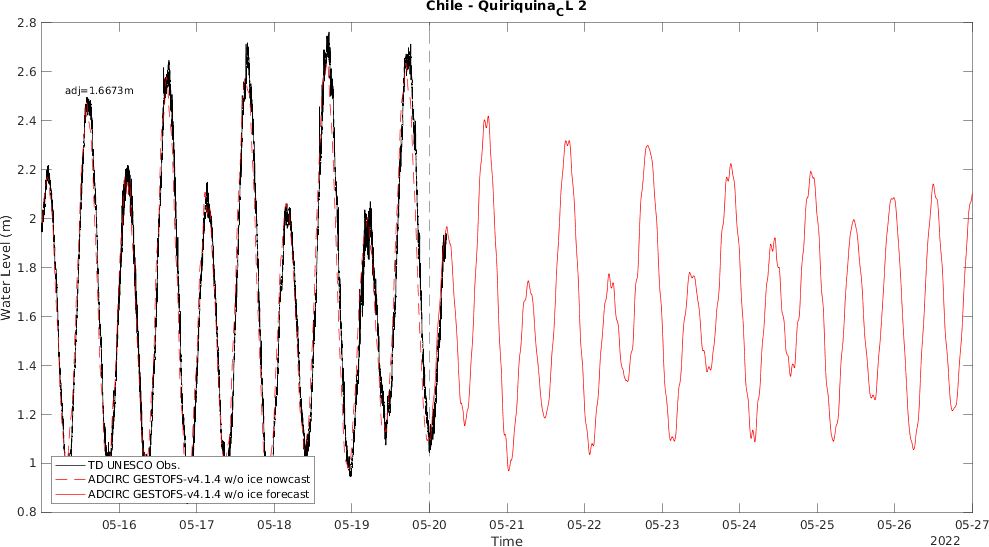 Chile - Quiriquina_CL 2
adj=1.6673m
Water Level (m)
2.8
2.6
2.4
2.2
2
1.8
1.6
1.4
1.2
1
0.8
TD UNESCO Obs.
ADCIRC GESTOFS-v4.1.4 w/o ice nowcast
ADCIRC GESTOFS-v4.1.4 w/o ice forecast
05-16 05-17 05-18 05-19 05-20 05-21 05-22 05-23 05-24 05-25 05-26 05-27
Time
2022